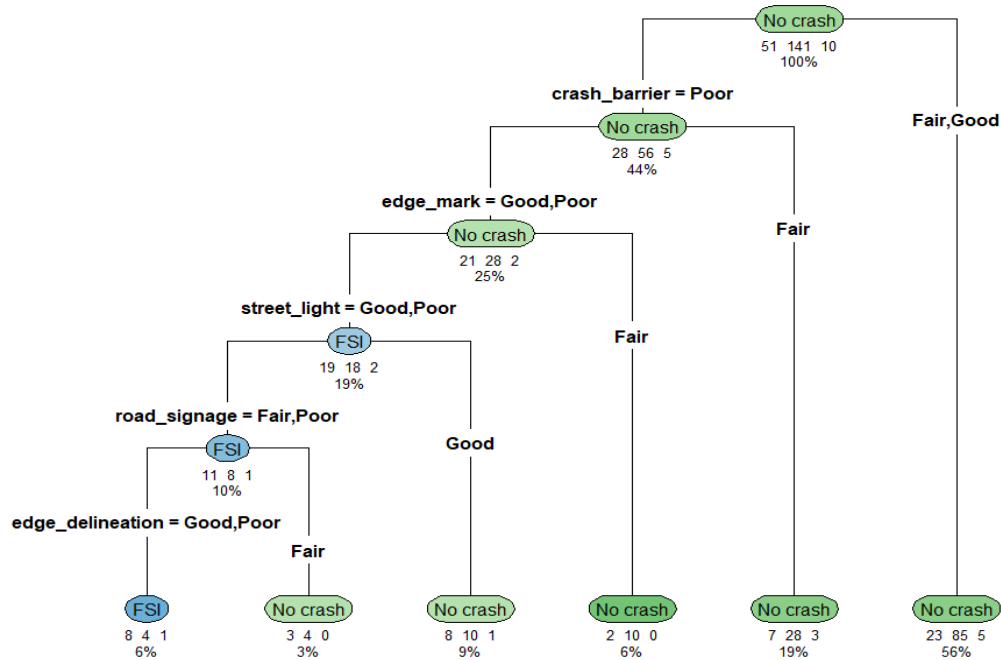 No crash
51 141 10
100%
crash_barrier = Poor
Fair,Good
No crash
28 56 5
44%
edge_mark = Good,Poor
Fair
No crash
21 28 2
25%
street_light = Good,Poor
Fair
FSI
19 18 2
19%
road_signage = Fair,Poor
Good
FSI
11 8 1
10%
edge_delineation = Good,Poor
Fair
FSI No crash No crash No crash No crash No crash
8 4 1 3 4 0 8 10 1 2 10 0 7 28 3 23 85 5
6% 3% 9% 6% 19% 56%